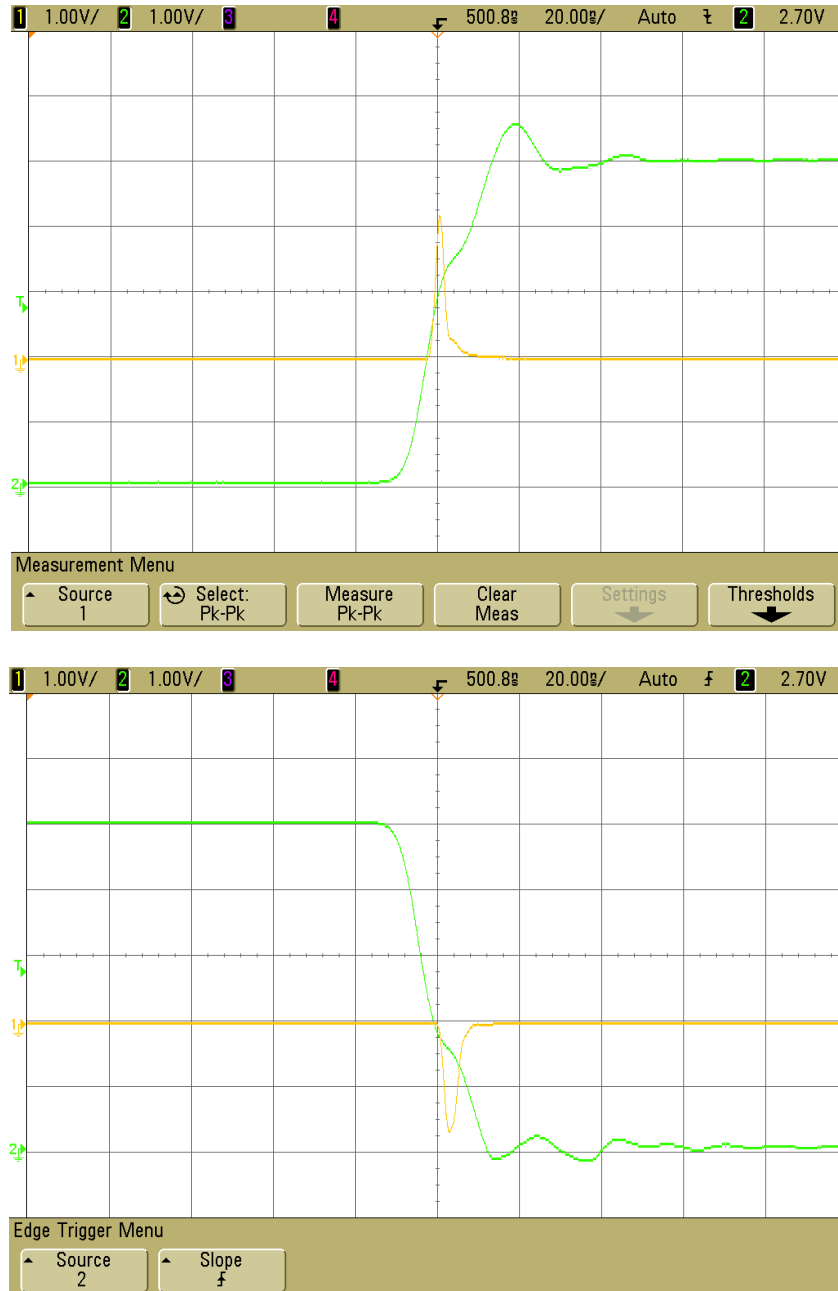 1 1.00V/ 2 1.00V/ 3 4 500.8ns 20.00ns/ Auto 2 2.70V
T
1
2
Measurement Menu
Source Select: Measure Clear Settings Thresholds
1 Pk-Pk Pk-Pk Meas
1 1.00V/ 2 1.00V/ 3 4 500.8ns 20.00ns/ Auto 2 2.70V
T
1
2
Edge Trigger Menu
Source Slope
2